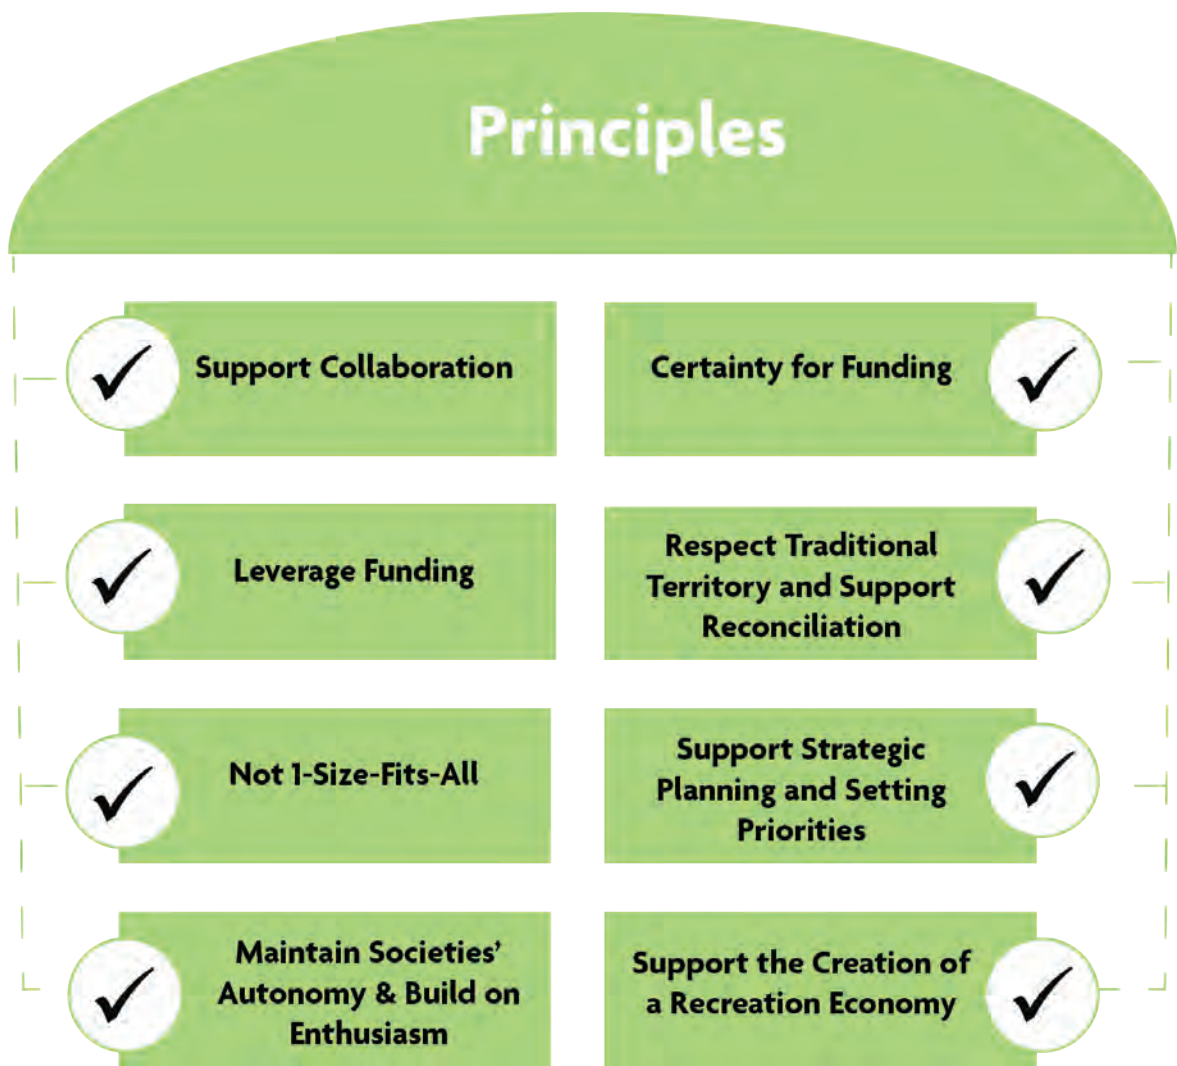 Principles
Support Collaboration
Certainty for Funding
Leverage Funding
Respect Traditional
Territory and Support
Reconciliation
Not 1-Size-Fits-All
Support Strategic
Planning and Setting
Priorities
Maintain Societies’
Autonomy & Build on
Enthusiasm
Support the Creation of
a Recreation Economy